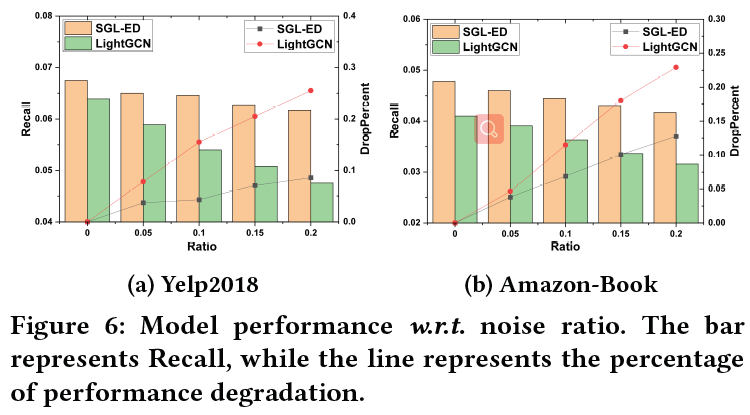 0.08
0.07
0.06
0.05
0.04
Recall
SGL-ED
LightGCN
SGL-ED
LightGCN
0.4
0.3
0.2
0.1
0.0
DropPercent
0 0.05 0.1 0.15 0.2
Ratio
(a) Yelp2018
0.06
0.05
0.04
0.03
0.02
Recall
SGL-ED
LightGCN
SGL-ED
LightGCN
0.30
0.25
0.20
0.15
0.10
0.05
0.00
DropPercent
0 0.05 0.1 0.15 0.2
Ratio
(b) Amazon-Book
Figure 6: Model performance w.r.t. noise ratio. The bar
represents Recall, while the line represents the percentage
of performance degradation.